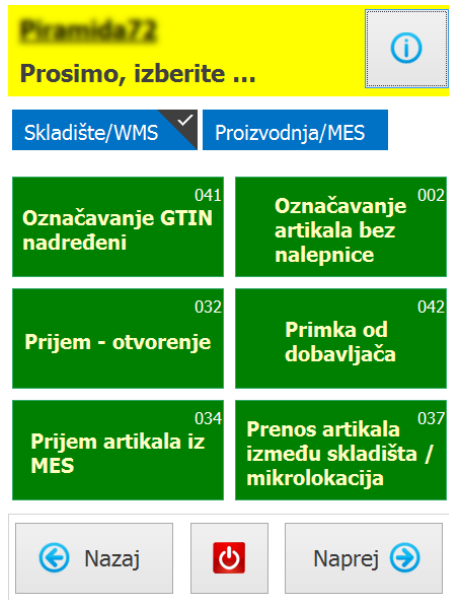 Prosimo, izberite ...
Skladište/WMS
Proizvodnja/MES
041
Označavanje GTIN
nadređeni
002
Označavanje
artikala bez
nalepnice
032
Prijem - otvorenje
042
Primka od
dobavljača
034
Prijem artikala iz
MES
037
Prenos artikala
između skladišta /
mikrolokacija
Nazaj
Naprej